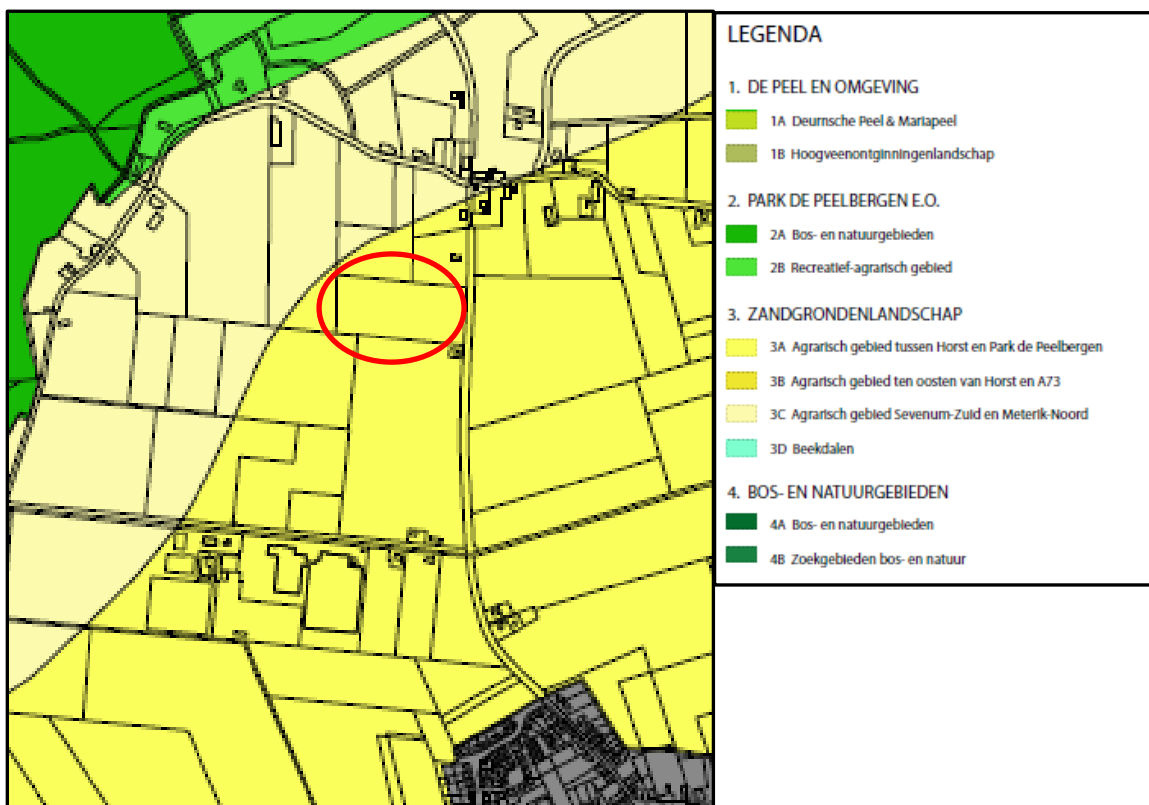 LEGENDA
1. DE PEEL EN OMGEVING
1A Deurnsche Peel & Mariapeel
1B Hoogveenontginningenlandschap
2. PARK DE PEELBERGEN E.O.
2A Bos- en natuurgebieden
2B Recreatief-agrarisch gebied
3. ZANDGRONDENLANDSCHAP
3A Agrarisch gebied tussen Horst en Park de Peelbergen
3B Agrarisch gebied ten oosten van Horst en A73
3C Agrarisch gebied Sevenum-Zuid en Meterik-Noord
3D Beekdalen
4. BOS- EN NATUURGEBIEDEN
4A Bos- en natuurgebieden
4B Zoekgebieden bos- en natuur